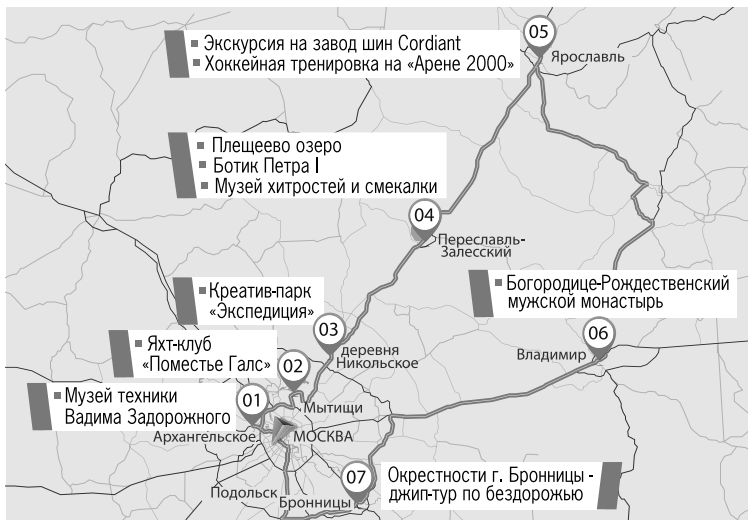 05
▪ Экскурсия на завод шин Cordiant
▪ Хоккейная тренировка на «Арене 2000»
Ярославль
▪ Плещеево озеро
▪ Ботик Петра I
▪ Музей хитростей и смекалки
04
Переславль-
Залесский
▪ Креатив-парк
«Экспедиция»
03
деревня
Никольское
▪ Богородице-Рождественский
мужской монастырь
06
Владимир
▪ Яхт-клуб
«Поместье Галс»
02
Мытищи
▪ Музей техники
Вадима Задорожного
01
Архангельское
МОСКВА
Подольск
Бронницы
07
Окрестности г. Бронницы -
джип-тур по бездорожью